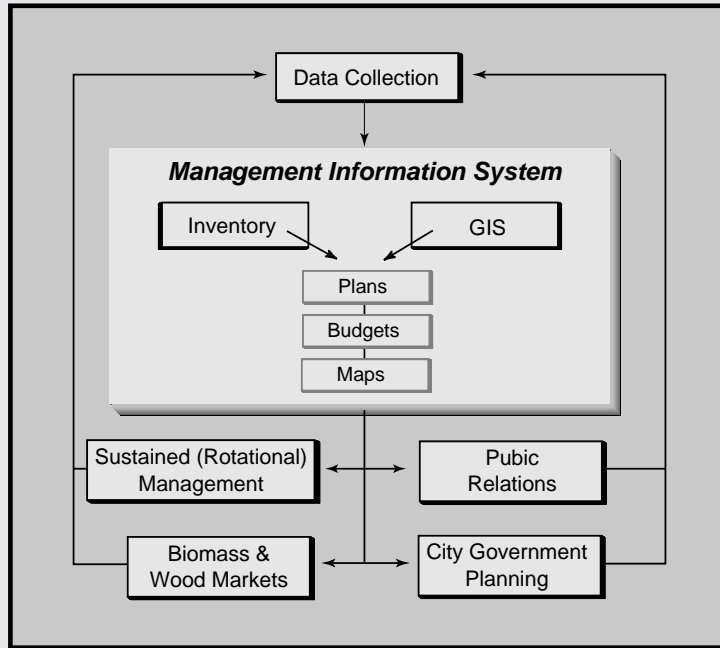 Data Collection
Management Information System
Inventory
GIS
Plans
Budgets
Maps
Sustained (Rotational)
Management
Pubic
Relations
Biomass &
Wood Markets
City Government
Planning